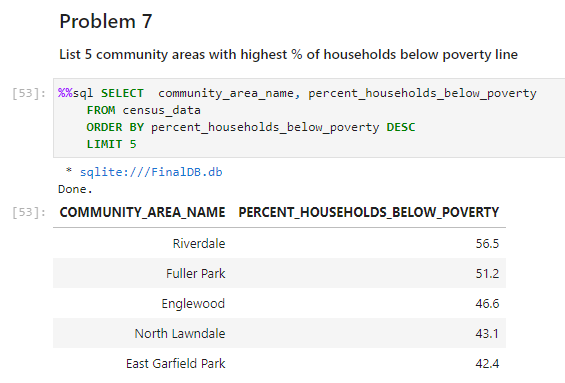 Problem 7
List 5 community areas with highest % of households below poverty line
[53]: %%sql SELECT  community_area_name, percent_households_below_poverty
FROM census_data
ORDER BY percent_households_below_poverty DESC
LIMIT 5
* sqlite:///FinalDB.db
Done.
[53]: COMMUNITY_AREA_NAME PERCENT_HOUSEHOLDS_BELOW_POVERTY
Riverdale 56.5
Fuller Park 51.2
Englewood 46.6
North Lawndale 43.1
East Garfield Park 42.4